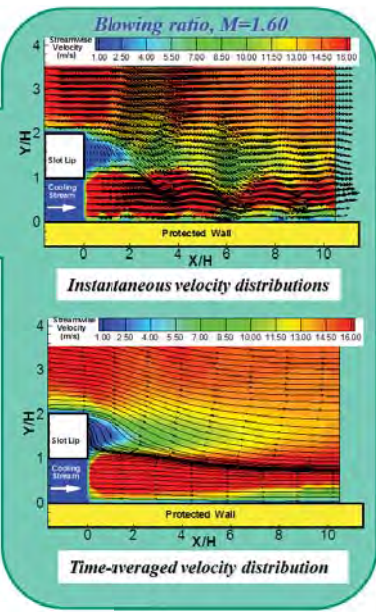 Blowing ratio, M=1.60
Streamwise
Velocity
(m/s)
1.00 2.50 4.00 5.50 7.00 8.50 10.00 11.50 13.00 14.50 16.00
4
3
2
1
0
Y/H
Slot Lip
Cooling
Stream
Protected Wall
0 2 4 6 8 10
X/H
Instantaneous velocity distributions
Streamwise
Velocity
(m/s)
1.00 2.50 4.00 5.50 7.00 8.50 10.00 11.50 13.00 14.50 16.00
4
3
2
1
0
Y/H
Slot Lip
Cooling
Stream
Protected Wall
0 2 4 6 8 10
X/H
Time-averaged velocity distribution